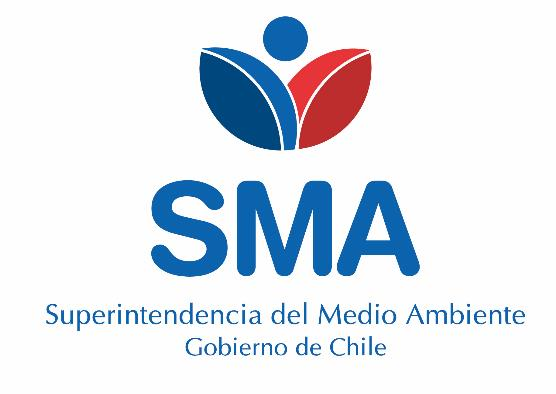 SMA
Superintendencia del Medio Ambiente
Gobierno de Chile